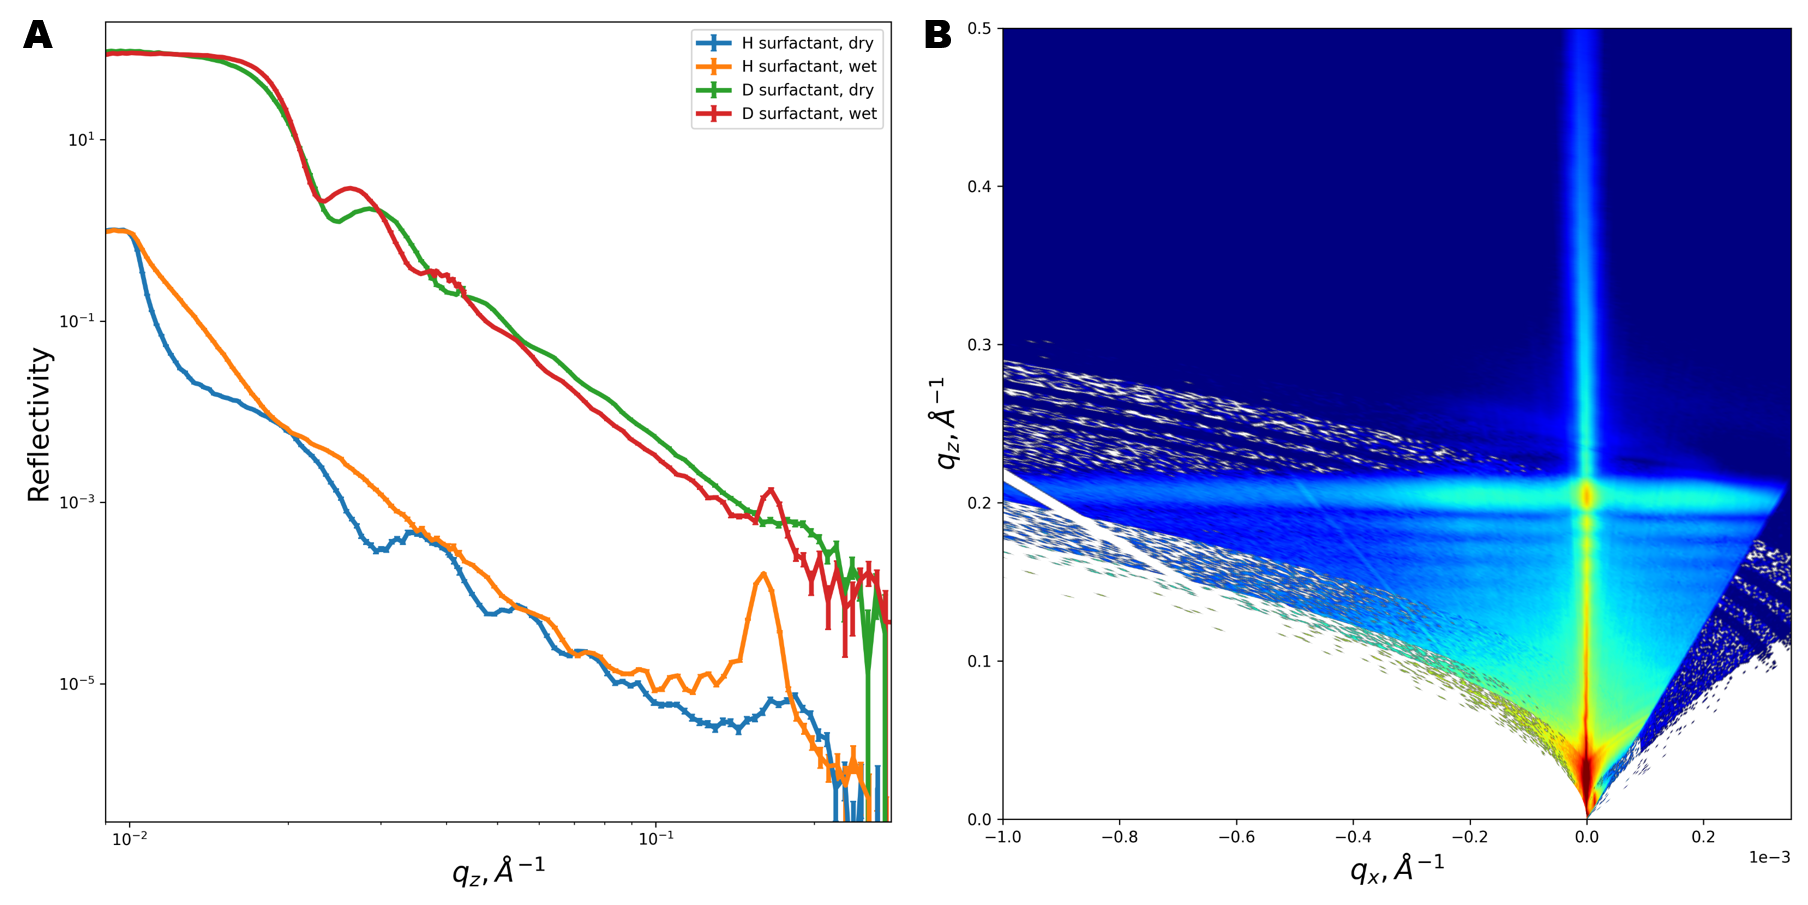 A
Reflectivity
10¹
10⁻¹
10⁻³
10⁻⁵
10⁻²
10⁻¹
q_z, Å⁻¹
H surfactant, dry
H surfactant, wet
D surfactant, dry
D surfactant, wet
B
q_z, Å⁻¹
0.5
0.4
0.3
0.2
0.1
0.0
−1.0
−0.8
−0.6
−0.4
−0.2
0.0
0.2
1e−3
q_x, Å⁻¹